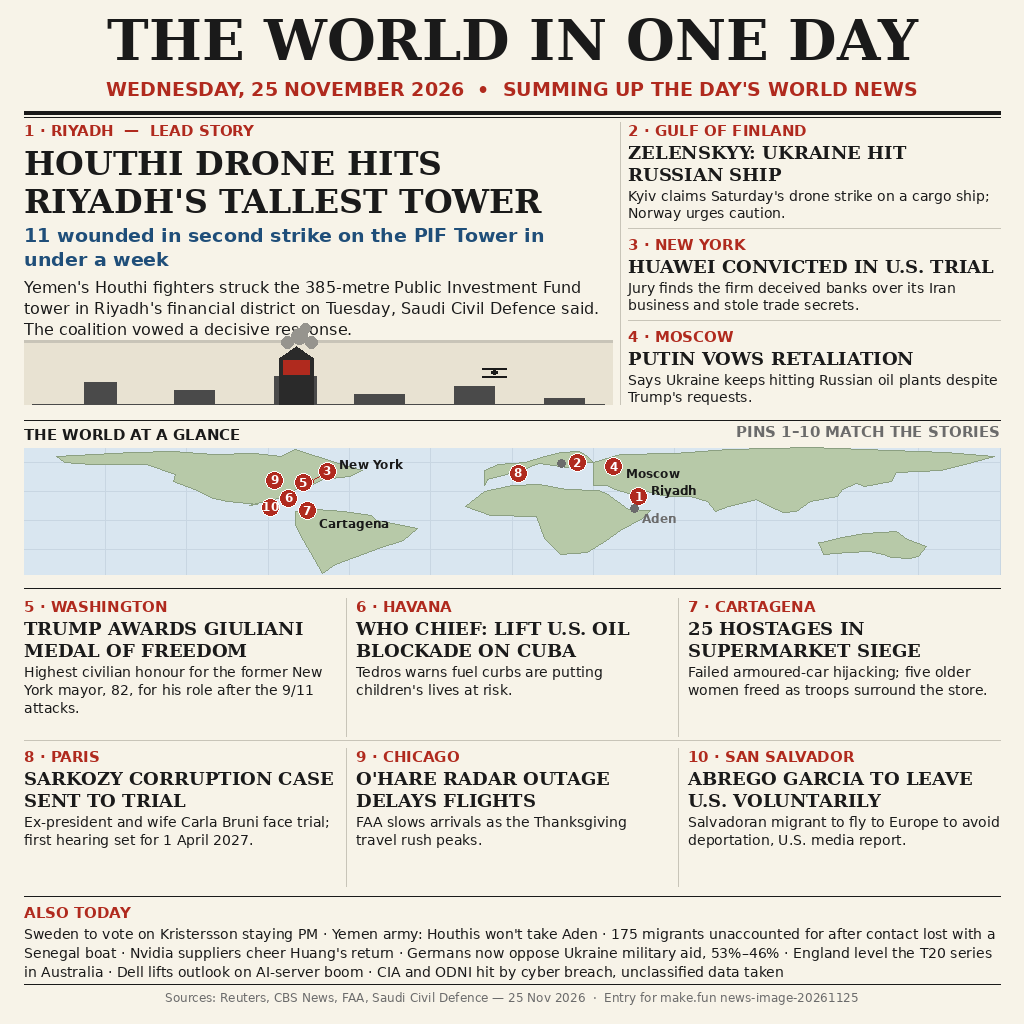 THE WORLD IN ONE DAY
WEDNESDAY, 25 NOVEMBER 2026 • SUMMING UP THE DAY'S WORLD NEWS
1 · RIYADH — LEAD STORY
HOUTHI DRONE HITS
RIYADH'S TALLEST TOWER
11 wounded in second strike on the PIF Tower in
under a week
Yemen's Houthi fighters struck the 385-metre Public Investment Fund
tower in Riyadh's financial district on Tuesday, Saudi Civil Defence said.
The coalition vowed a decisive response.
2 · GULF OF FINLAND
ZELENSKYY: UKRAINE HIT
RUSSIAN SHIP
Kyiv claims Saturday's drone strike on a cargo ship;
Norway urges caution.
3 · NEW YORK
HUAWEI CONVICTED IN U.S. TRIAL
Jury finds the firm deceived banks over its Iran
business and stole trade secrets.
4 · MOSCOW
PUTIN VOWS RETALIATION
Says Ukraine keeps hitting Russian oil plants despite
Trump's requests.
THE WORLD AT A GLANCE
PINS 1–10 MATCH THE STORIES
3 New York
9
5
6
10
7
Cartagena
8
2
4
Moscow
1 Riyadh
Aden
5 · WASHINGTON
TRUMP AWARDS GIULIANI
MEDAL OF FREEDOM
Highest civilian honour for the former New
York mayor, 82, for his role after the 9/11
attacks.
6 · HAVANA
WHO CHIEF: LIFT U.S. OIL
BLOCKADE ON CUBA
Tedros warns fuel curbs are putting
children's lives at risk.
7 · CARTAGENA
25 HOSTAGES IN
SUPERMARKET SIEGE
Failed armoured-car hijacking; five older
women freed as troops surround the store.
8 · PARIS
SARKOZY CORRUPTION CASE
SENT TO TRIAL
Ex-president and wife Carla Bruni face trial;
first hearing set for 1 April 2027.
9 · CHICAGO
O'HARE RADAR OUTAGE
DELAYS FLIGHTS
FAA slows arrivals as the Thanksgiving
travel rush peaks.
10 · SAN SALVADOR
ABREGO GARCIA TO LEAVE
U.S. VOLUNTARILY
Salvadoran migrant to fly to Europe to avoid
deportation, U.S. media report.
ALSO TODAY
Sweden to vote on Kristersson staying PM · Yemen army: Houthis won't take Aden · 175 migrants unaccounted for after contact lost with a
Senegal boat · Nvidia suppliers cheer Huang's return · Germans now oppose Ukraine military aid, 53%–46% · England level the T20 series
in Australia · Dell lifts outlook on AI-server boom · CIA and ODNI hit by cyber breach, unclassified data taken
Sources: Reuters, CBS News, FAA, Saudi Civil Defence — 25 Nov 2026 · Entry for make.fun news-image-20261125